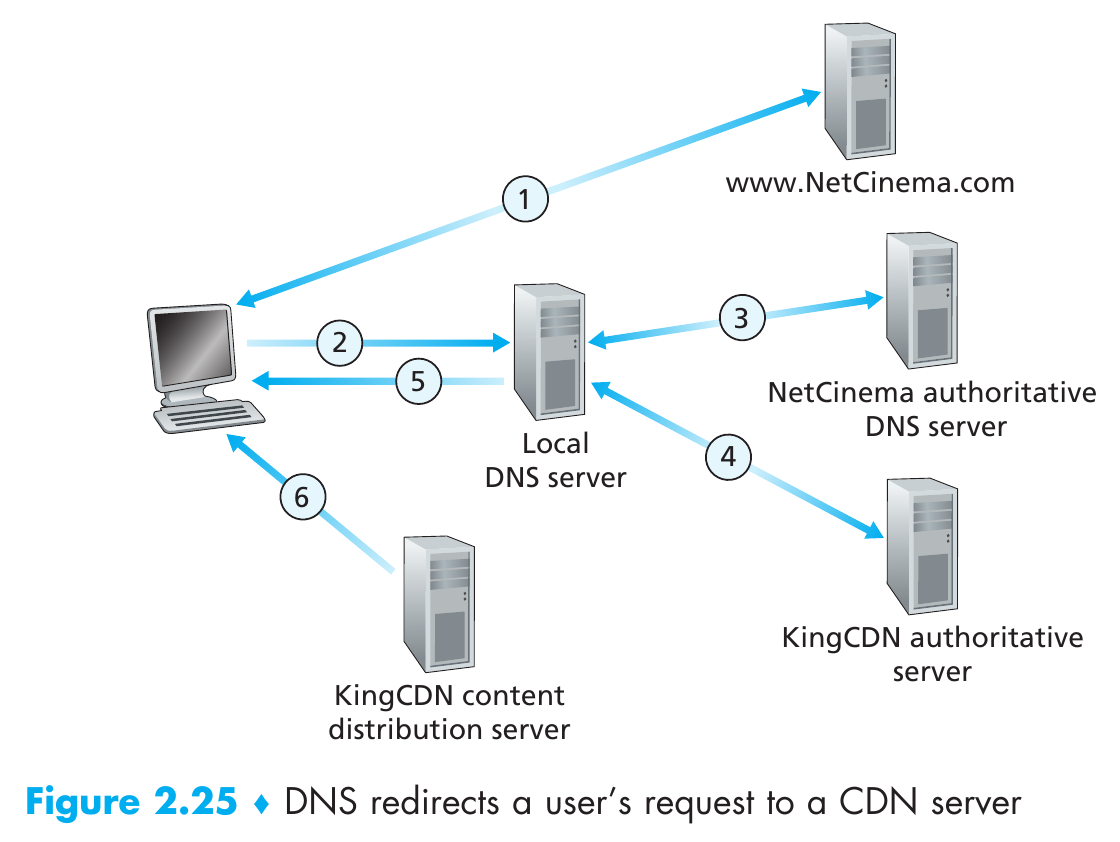 www.NetCinema.com
1
2
3
NetCinema authoritative
DNS server
5
Local
DNS server
4
6
KingCDN authoritative
server
KingCDN content
distribution server
Figure 2.25 ♦ DNS redirects a user’s request to a CDN server